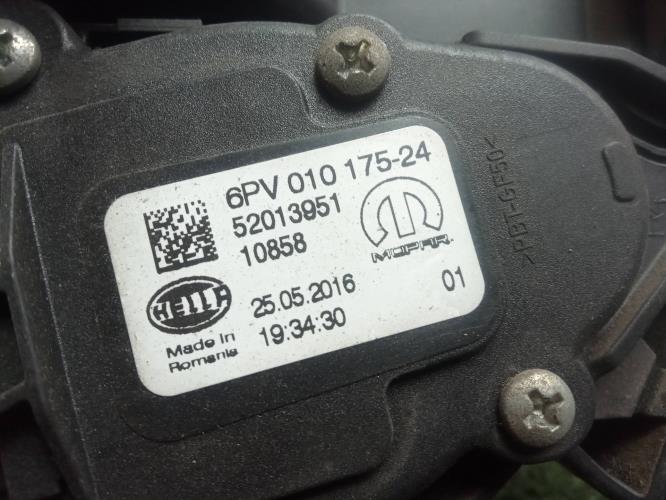 6PV 010 175-24
52013951
10858
MOPAR
HELLA
25.05.2016
01
Made in
Romania
19:34:30
>PBT-GF50<